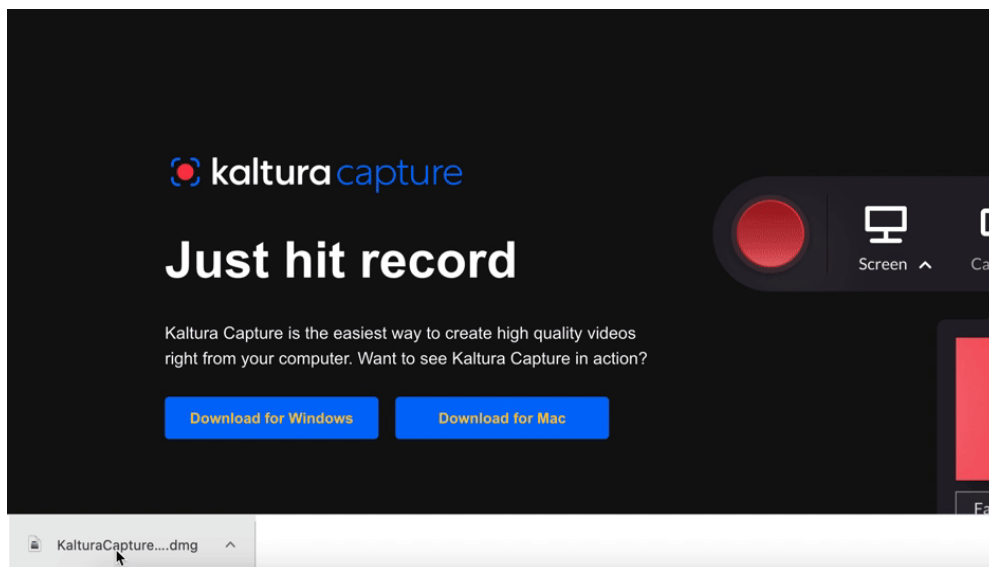 kaltura capture
Just hit record
Screen
Kaltura Capture is the easiest way to create high quality videos
right from your computer. Want to see Kaltura Capture in action?
Download for Windows
Download for Mac
KalturaCapture....dmg